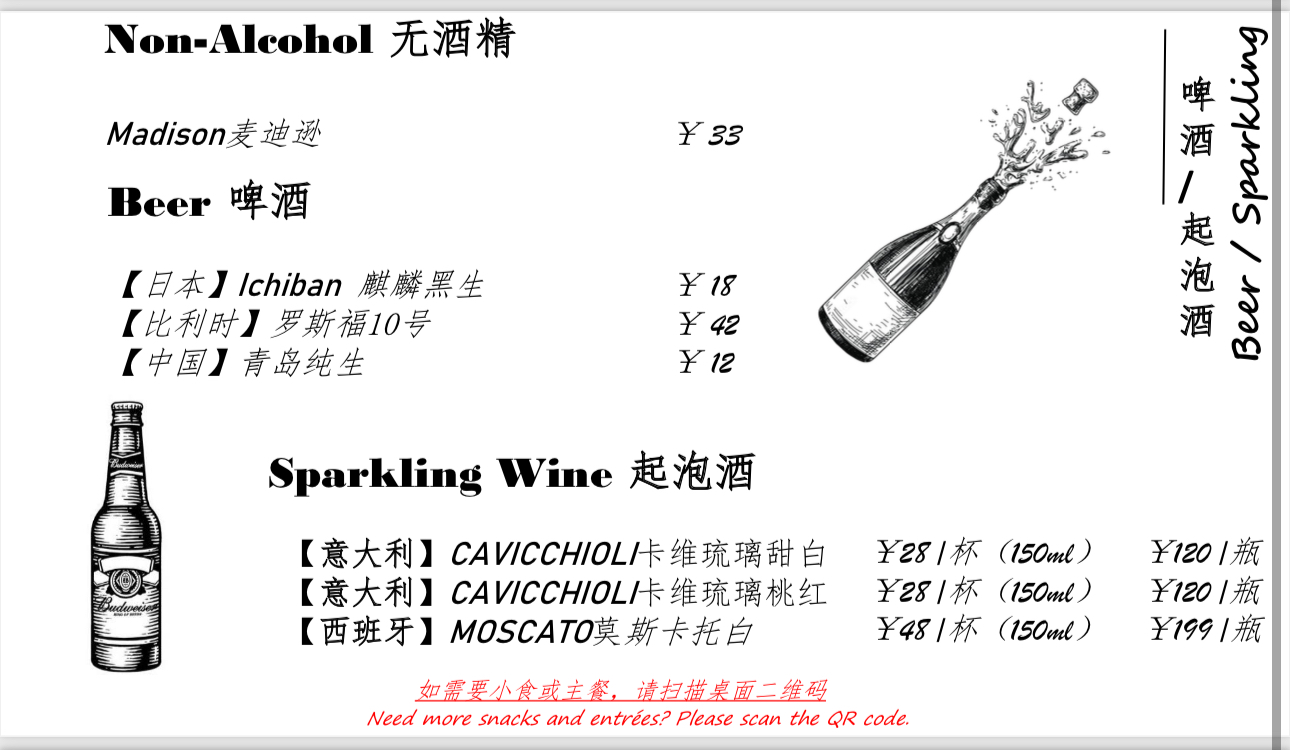 Non-Alcohol 无酒精
Madison麦迪逊 ￥33
Beer 啤酒
【日本】Ichiban 麒麟黑生 ￥18
【比利时】罗斯福10号 ￥42
【中国】青岛纯生 ￥12
Sparkling Wine 起泡酒
【意大利】CAVICCHIOLI卡维琉璃甜白 ￥28/杯（150ml） ￥120/瓶
【意大利】CAVICCHIOLI卡维琉璃桃红 ￥28/杯（150ml） ￥120/瓶
【西班牙】MOSCATO莫斯卡托白 ￥48/杯（150ml） ￥199/瓶
如需要小食或主餐，请扫描桌面二维码
Need more snacks and entrées? Please scan the QR code.
啤酒/起泡酒
Beer / Sparkling
Budweiser
Budweiser
KING OF BEERS